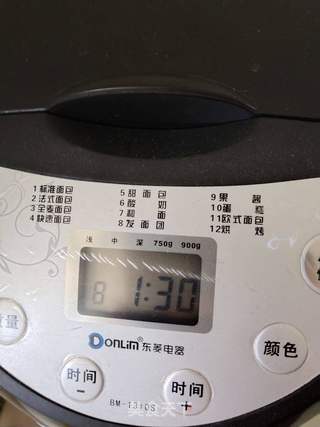 1 标准面包
2 法式面包
3 全麦面包
4 快速面包
5 甜面包
6 酸奶
7 和面
8 发面团
9 果酱
10 蛋糕
11 欧式面包
12 烘烤
浅 中 深 750g 900g
8 1:30
量
DONLIM 东菱电器
颜色
时间
-
时间
+